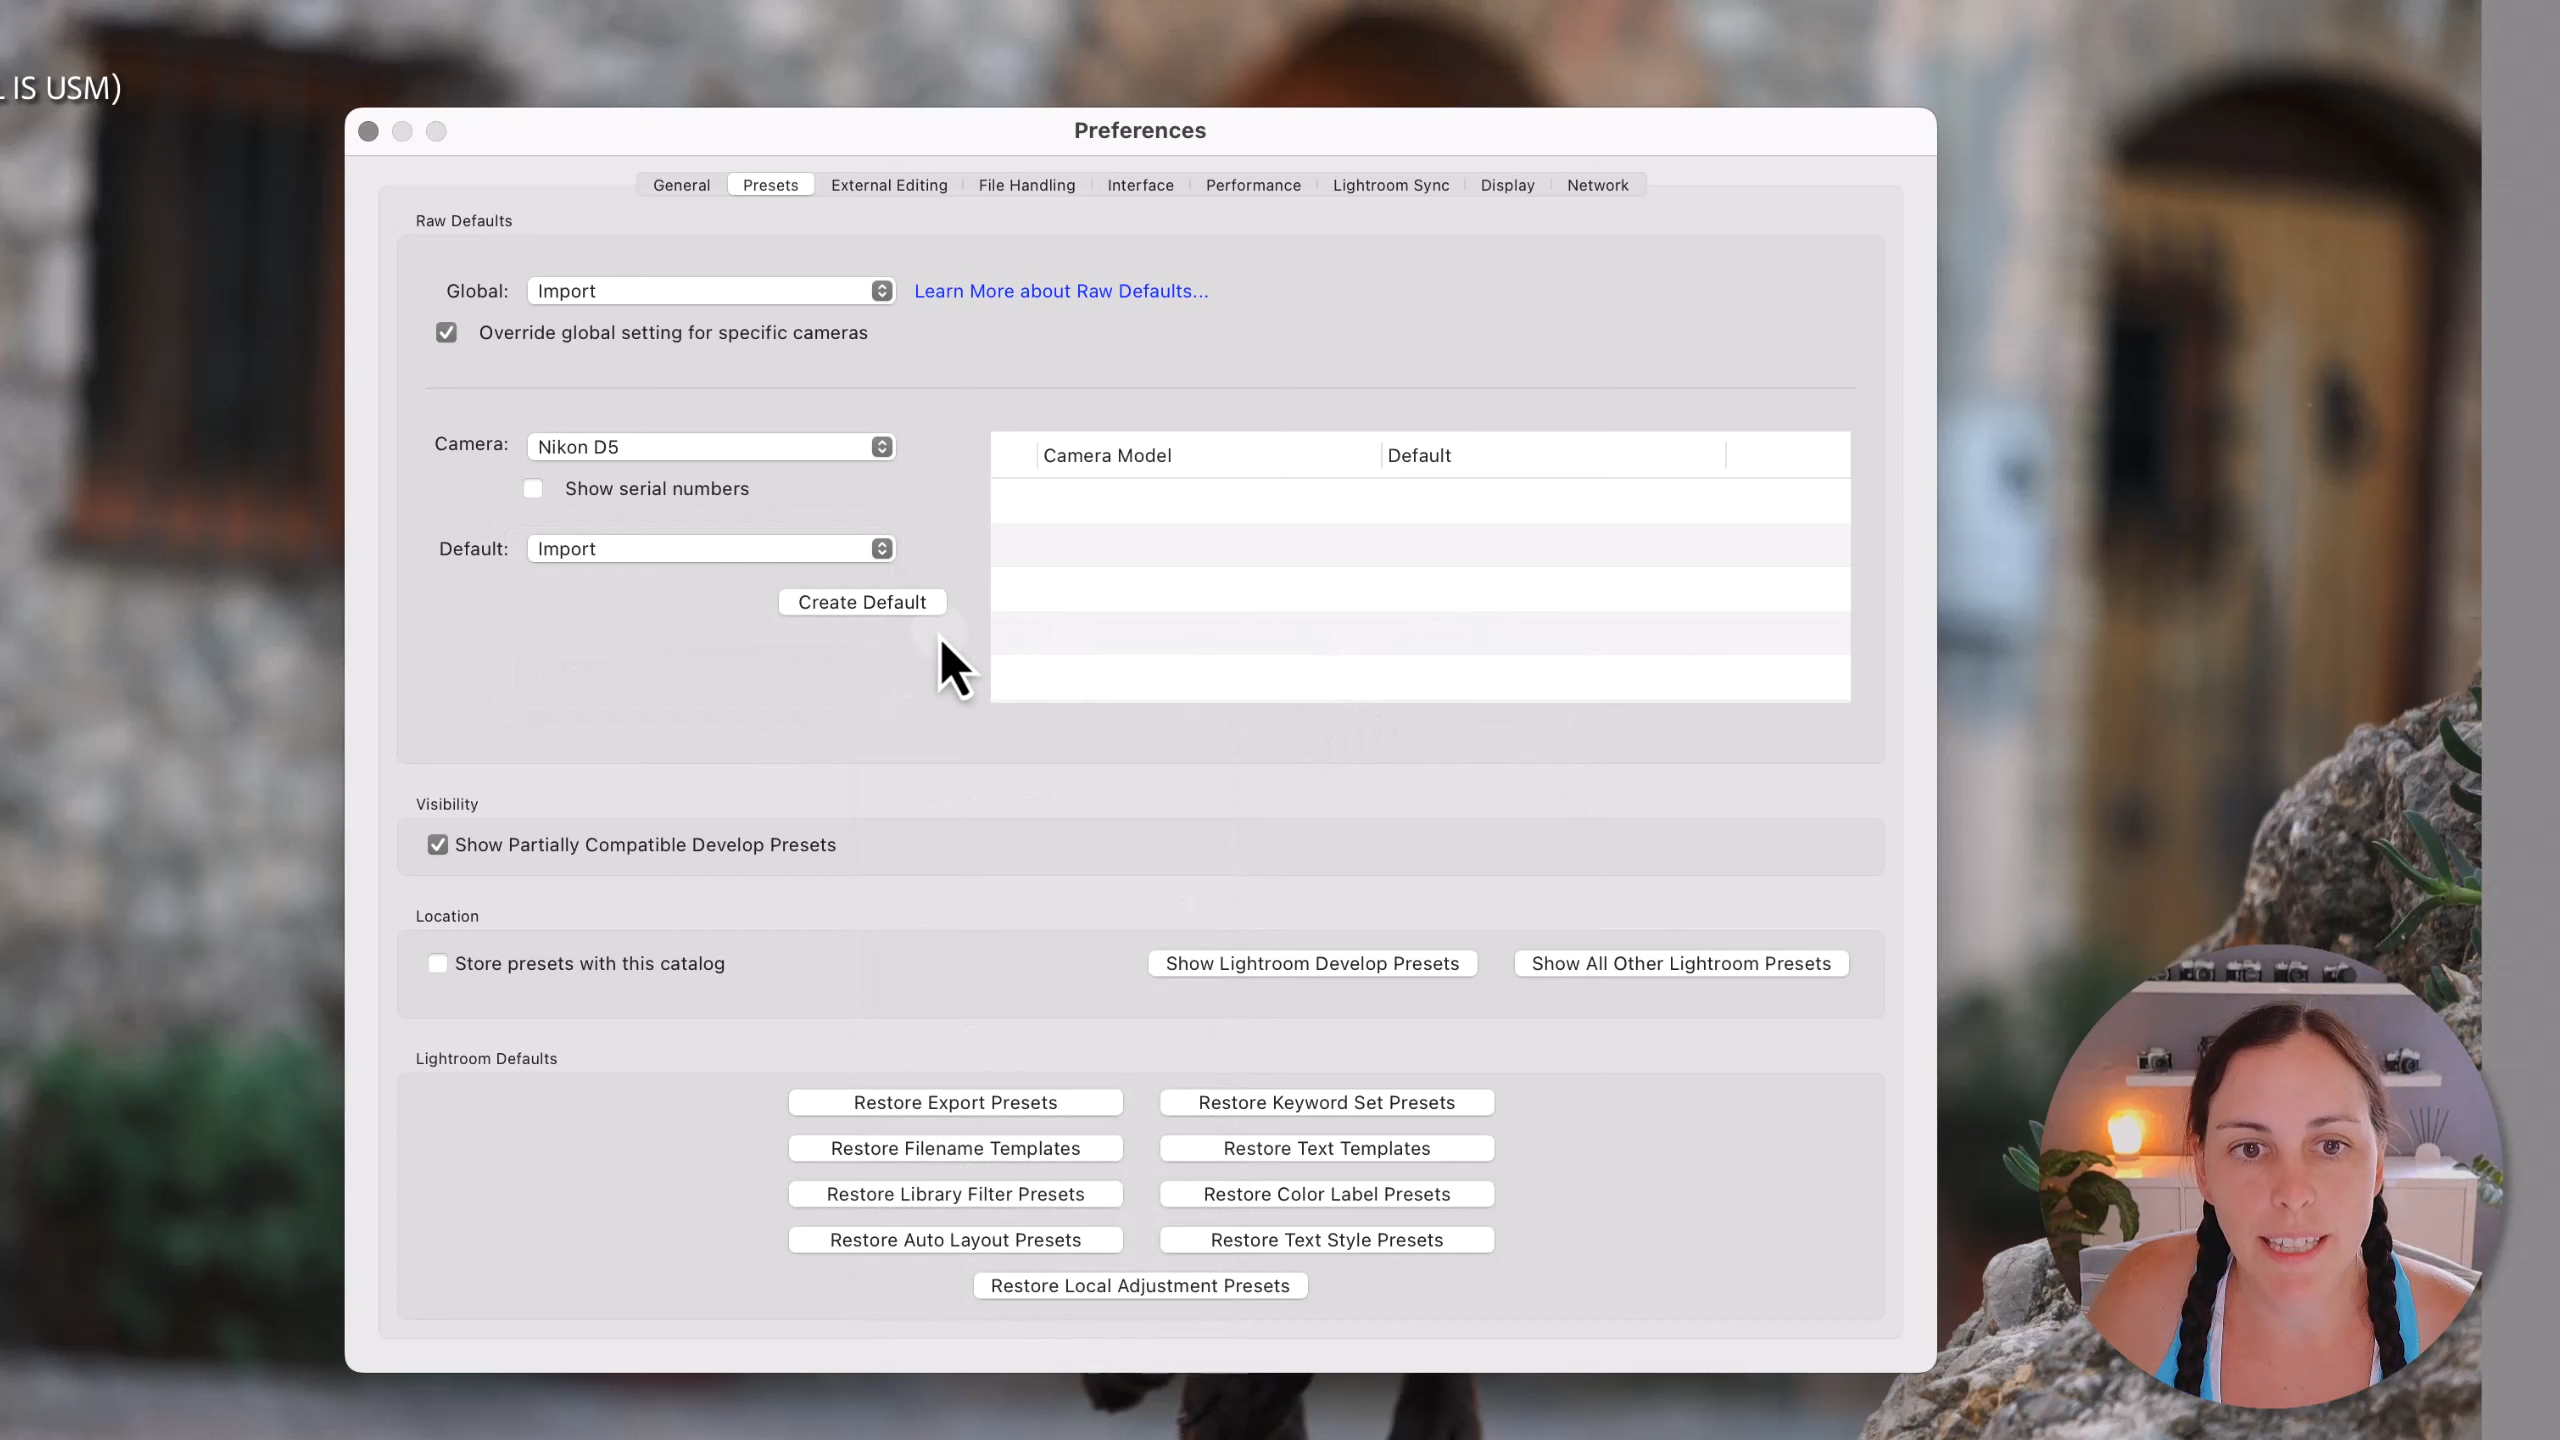 L IS USM)
Preferences
General Presets External Editing File Handling Interface Performance Lightroom Sync Display Network
Raw Defaults
Global: Import Learn More about Raw Defaults...
Override global setting for specific cameras
Camera: Nikon D5
Show serial numbers
Default: Import
Create Default
Camera Model Default
Visibility
Show Partially Compatible Develop Presets
Location
Store presets with this catalog Show Lightroom Develop Presets Show All Other Lightroom Presets
Lightroom Defaults
Restore Export Presets Restore Keyword Set Presets
Restore Filename Templates Restore Text Templates
Restore Library Filter Presets Restore Color Label Presets
Restore Auto Layout Presets Restore Text Style Presets
Restore Local Adjustment Presets